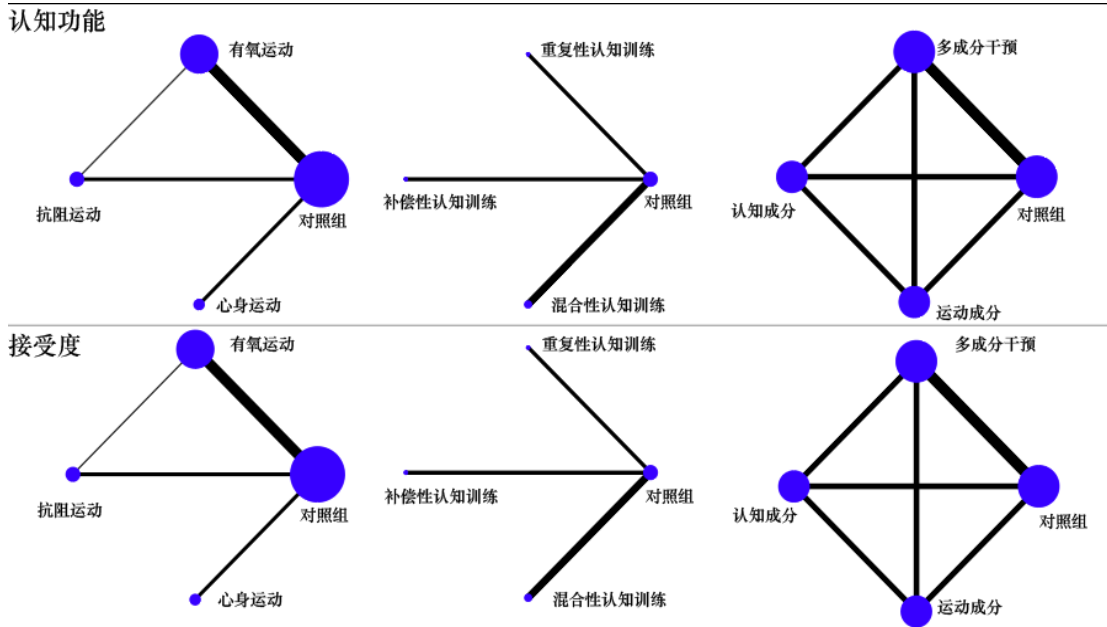 认知功能
有氧运动
抗阻运动
对照组
心身运动
重复性认知训练
补偿性认知训练
对照组
混合性认知训练
多成分干预
认知成分
对照组
运动成分
接受度
有氧运动
抗阻运动
对照组
心身运动
重复性认知训练
补偿性认知训练
对照组
混合性认知训练
多成分干预
认知成分
对照组
运动成分